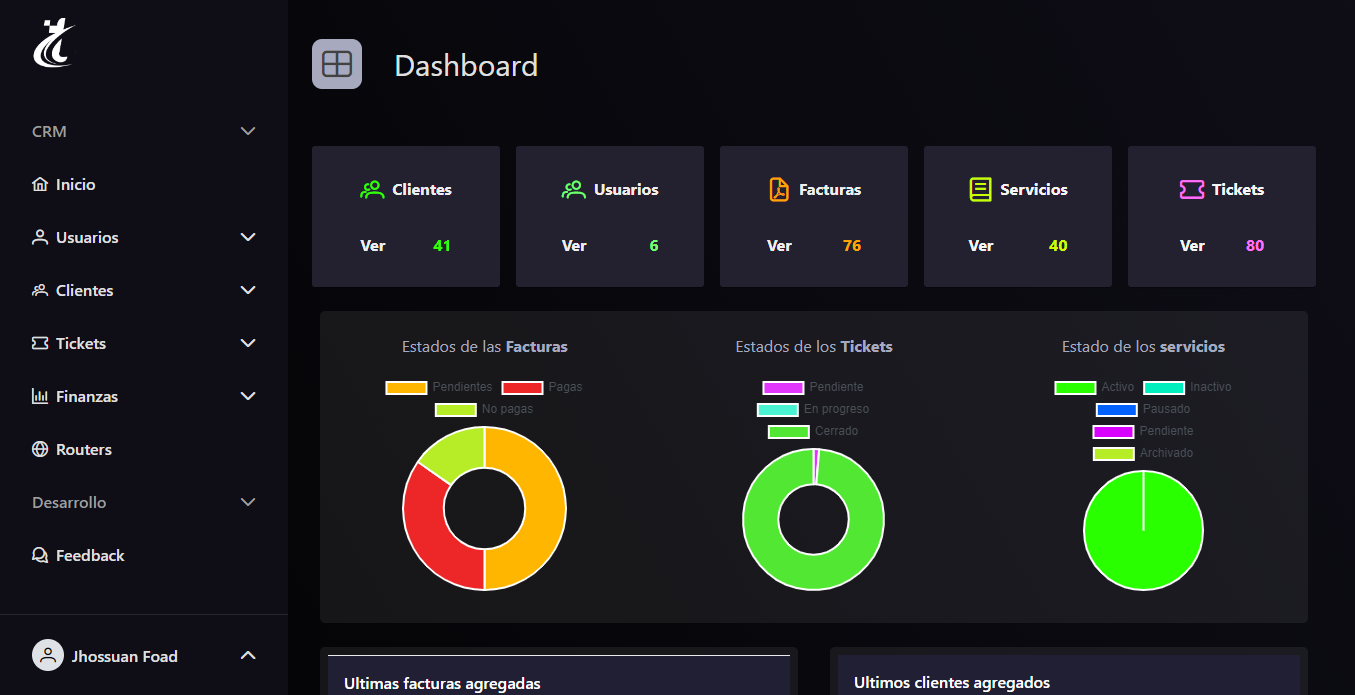 CRM
Inicio
Usuarios
Clientes
Tickets
Finanzas
Routers
Desarrollo
Feedback
Jhossuan Foad
Dashboard
Clientes
Ver 41
Usuarios
Ver 6
Facturas
Ver 76
Servicios
Ver 40
Tickets
Ver 80
Estados de las Facturas
Pendientes Pagas
No pagas
Estados de los Tickets
Pendiente
En progreso
Cerrado
Estado de los servicios
Activo Inactivo
Pausado
Pendiente
Archivado
Ultimas facturas agregadas
Ultimos clientes agregados